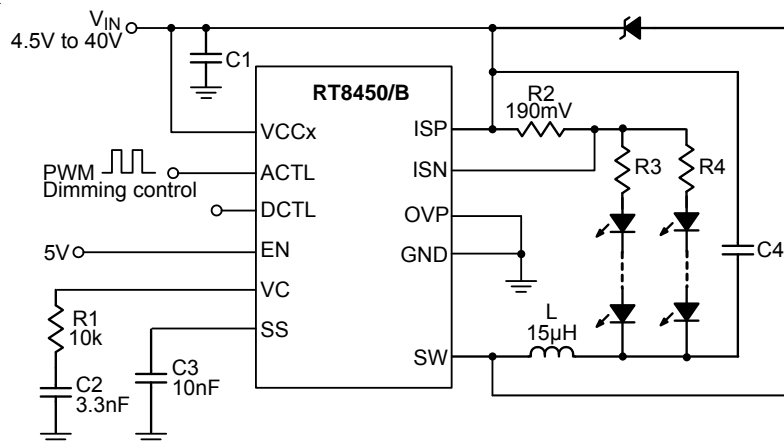 VIN
4.5V to 40V
C1
RT8450/B
R2
190mV
VCCx
ISP
PWM
Dimming control
ACTL
ISN
R3
R4
DCTL
OVP
5V
EN
GND
C4
VC
R1
10k
SS
L
15µH
SW
C3
10nF
C2
3.3nF